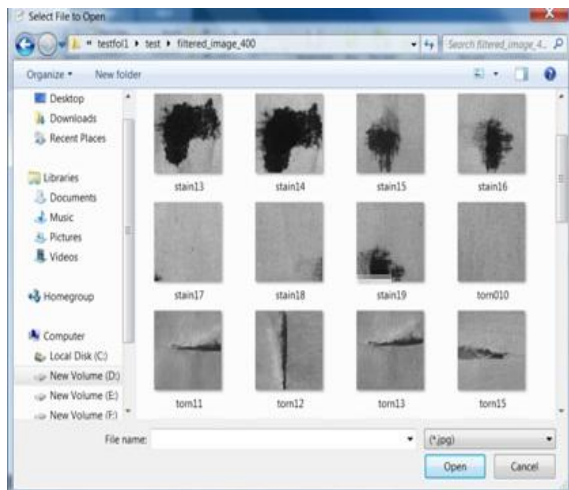 Select File to Open
« testfol1 ▸ test ▸ filtered_image_400
Search filtered_image_4...
Organize
New folder
Desktop
Downloads
Recent Places
Libraries
Documents
Music
Pictures
Videos
Homegroup
Computer
Local Disk (C:)
New Volume (D:)
New Volume (E:)
New Volume (F:)
stain13 stain14 stain15 stain16
stain17 stain18 stain19 torn010
torn11 torn12 torn13 torn15
File name:
(*.jpg)
Open Cancel